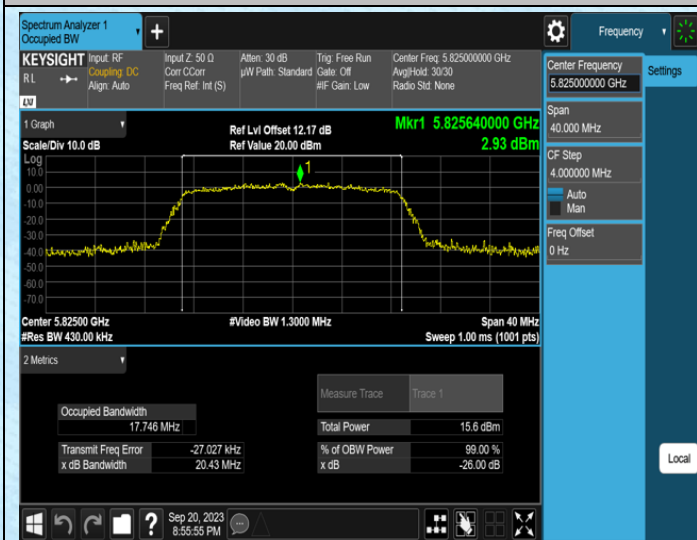 Spectrum Analyzer 1
Occupied BW
+
Frequency
KEYSIGHT
RL
LXI
Input: RF
Coupling: DC
Align: Auto
Input Z: 50 Ω
Corr CCorr
Freq Ref: Int (S)
Atten: 30 dB
µW Path: Standard
Trig: Free Run
Gate: Off
#IF Gain: Low
Center Freq: 5.825000000 GHz
Avg|Hold: 30/30
Radio Std: None
Center Frequency
5.825000000 GHz
Settings
Span
40.000 MHz
CF Step
4.000000 MHz
Auto
Man
Freq Offset
0 Hz
1 Graph
Scale/Div 10.0 dB
Ref Lvl Offset 12.17 dB
Ref Value 20.00 dBm
Mkr1 5.825640000 GHz
2.93 dBm
Log
10.0
0.00
-10.0
-20.0
-30.0
-40.0
-50.0
-60.0
-70.0
1
Center 5.82500 GHz
#Res BW 430.00 kHz
#Video BW 1.3000 MHz
Span 40 MHz
Sweep 1.00 ms (1001 pts)
2 Metrics
Measure Trace
Trace 1
Occupied Bandwidth
17.746 MHz
Total Power
15.6 dBm
Transmit Freq Error
-27.027 kHz
% of OBW Power
99.00 %
x dB Bandwidth
20.43 MHz
x dB
-26.00 dB
Local
?
Sep 20, 2023
8:55:55 PM